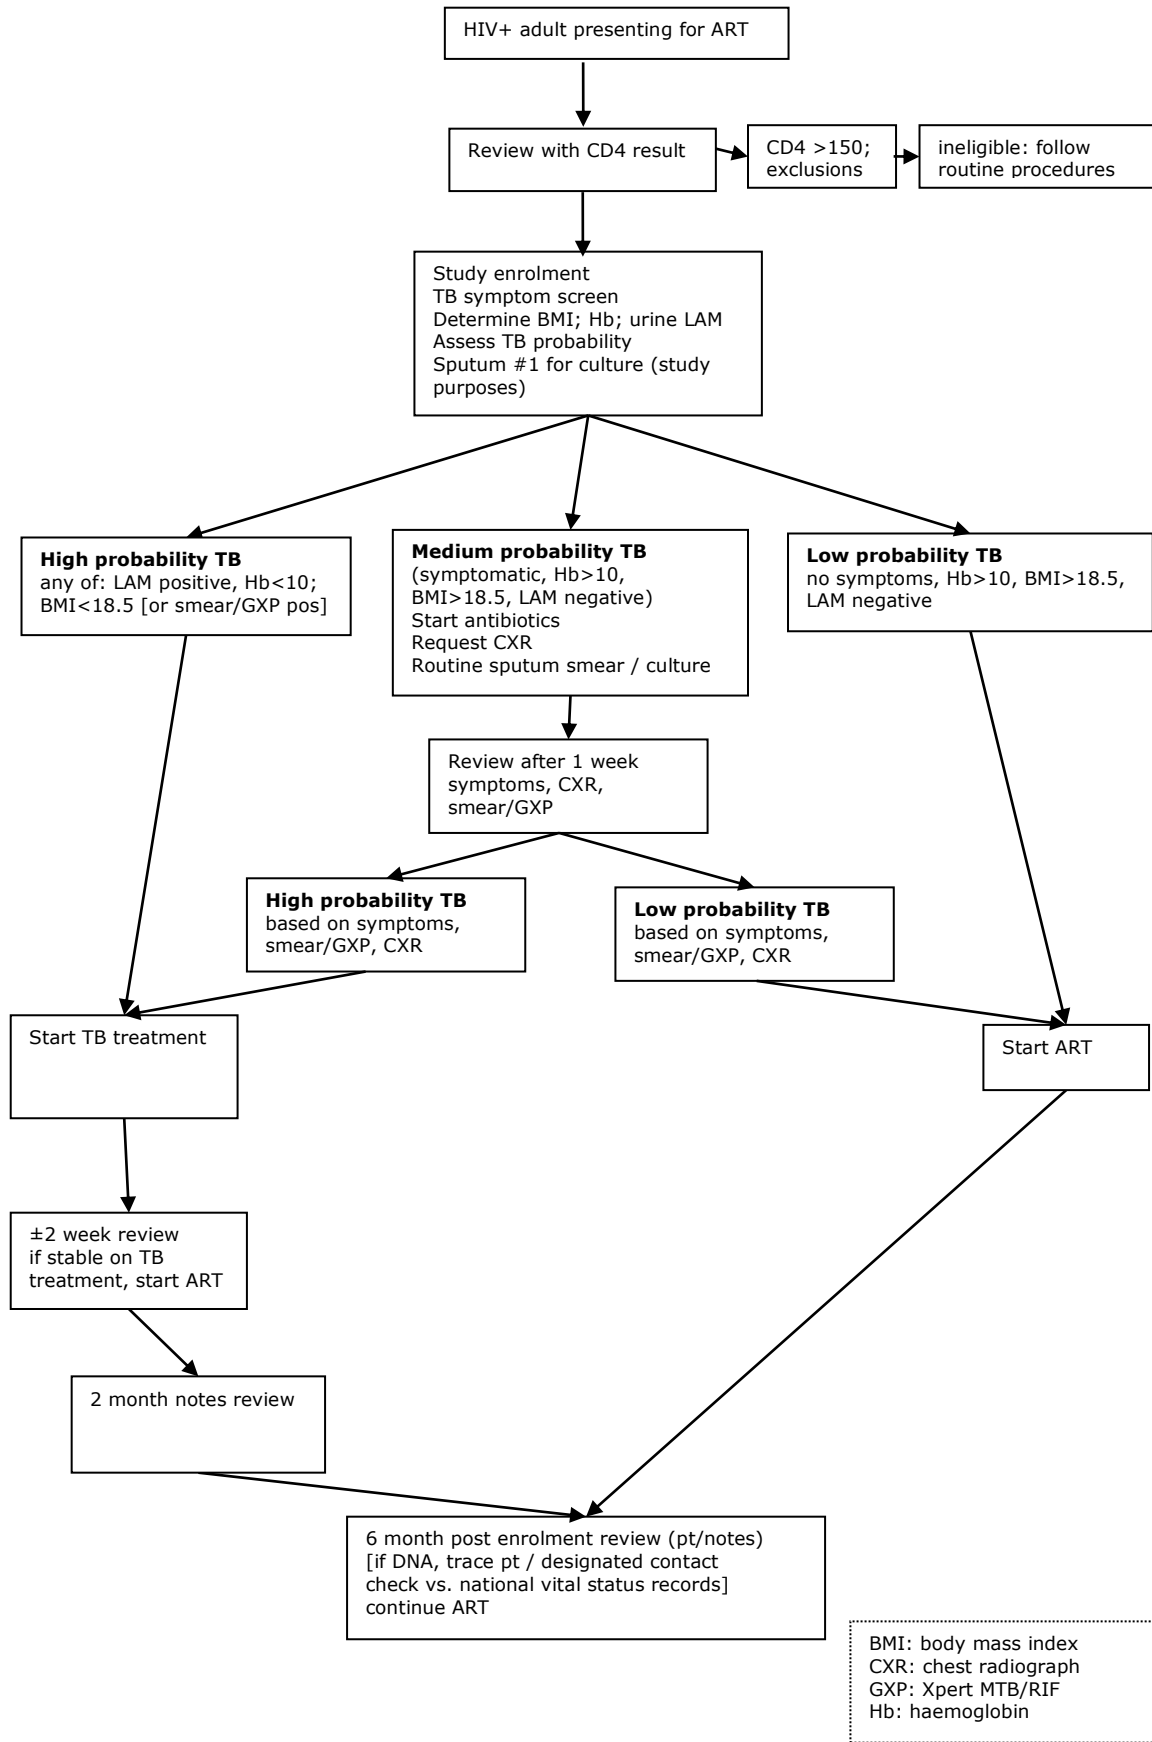 HIV+ adult presenting for ART
Review with CD4 result
CD4 >150;
exclusions
ineligible: follow
routine procedures
Study enrolment
TB symptom screen
Determine BMI; Hb; urine LAM
Assess TB probability
Sputum #1 for culture (study
purposes)
High probability TB
any of: LAM positive, Hb<10;
BMI<18.5 [or smear/GXP pos]
Medium probability TB
(symptomatic, Hb>10,
BMI>18.5, LAM negative)
Start antibiotics
Request CXR
Routine sputum smear / culture
Low probability TB
no symptoms, Hb>10, BMI>18.5,
LAM negative
Review after 1 week
symptoms, CXR,
smear/GXP
High probability TB
based on symptoms,
smear/GXP, CXR
Low probability TB
based on symptoms,
smear/GXP, CXR
Start TB treatment
Start ART
±2 week review
if stable on TB
treatment, start ART
2 month notes review
6 month post enrolment review (pt/notes)
[if DNA, trace pt / designated contact
check vs. national vital status records]
continue ART
BMI: body mass index
CXR: chest radiograph
GXP: Xpert MTB/RIF
Hb: haemoglobin